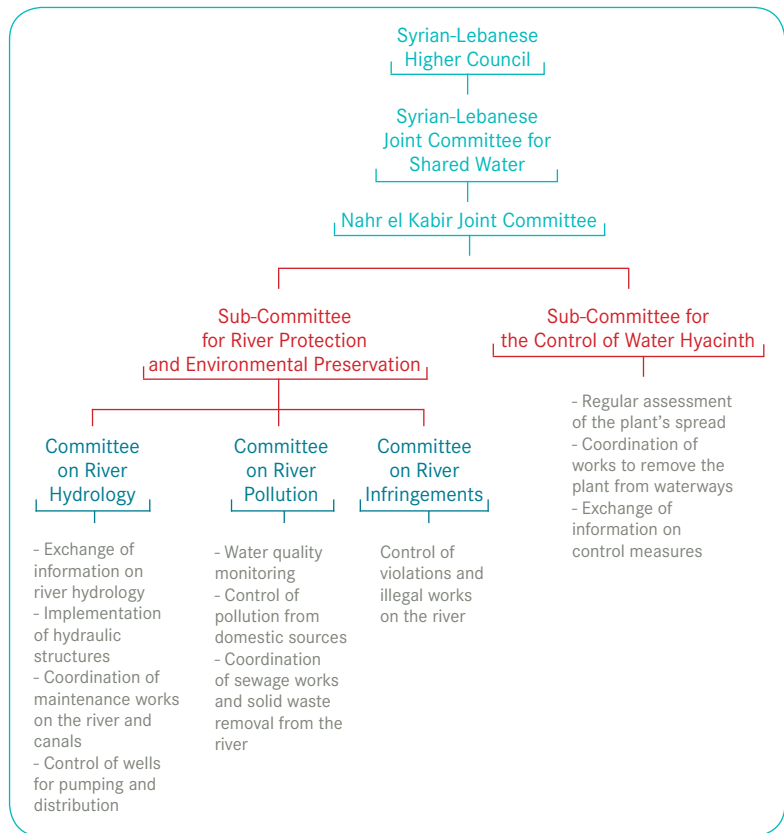 Syrian-Lebanese
Higher Council
Syrian-Lebanese
Joint Committee for
Shared Water
Nahr el Kabir Joint Committee
Sub-Committee
for River Protection
and Environmental Preservation
Sub-Committee for
the Control of Water Hyacinth
- Regular assessment
of the plant's spread
- Coordination of
works to remove the
plant from waterways
- Exchange of
information on
control measures
Committee
on River
Hydrology
- Exchange of
information on
river hydrology
- Implementation
of hydraulic
structures
- Coordination of
maintenance works
on the river and
canals
- Control of wells
for pumping and
distribution
Committee
on River
Pollution
- Water quality
monitoring
- Control of
pollution from
domestic sources
- Coordination
of sewage works
and solid waste
removal from the
river
Committee
on River
Infringements
Control of
violations and
illegal works
on the river